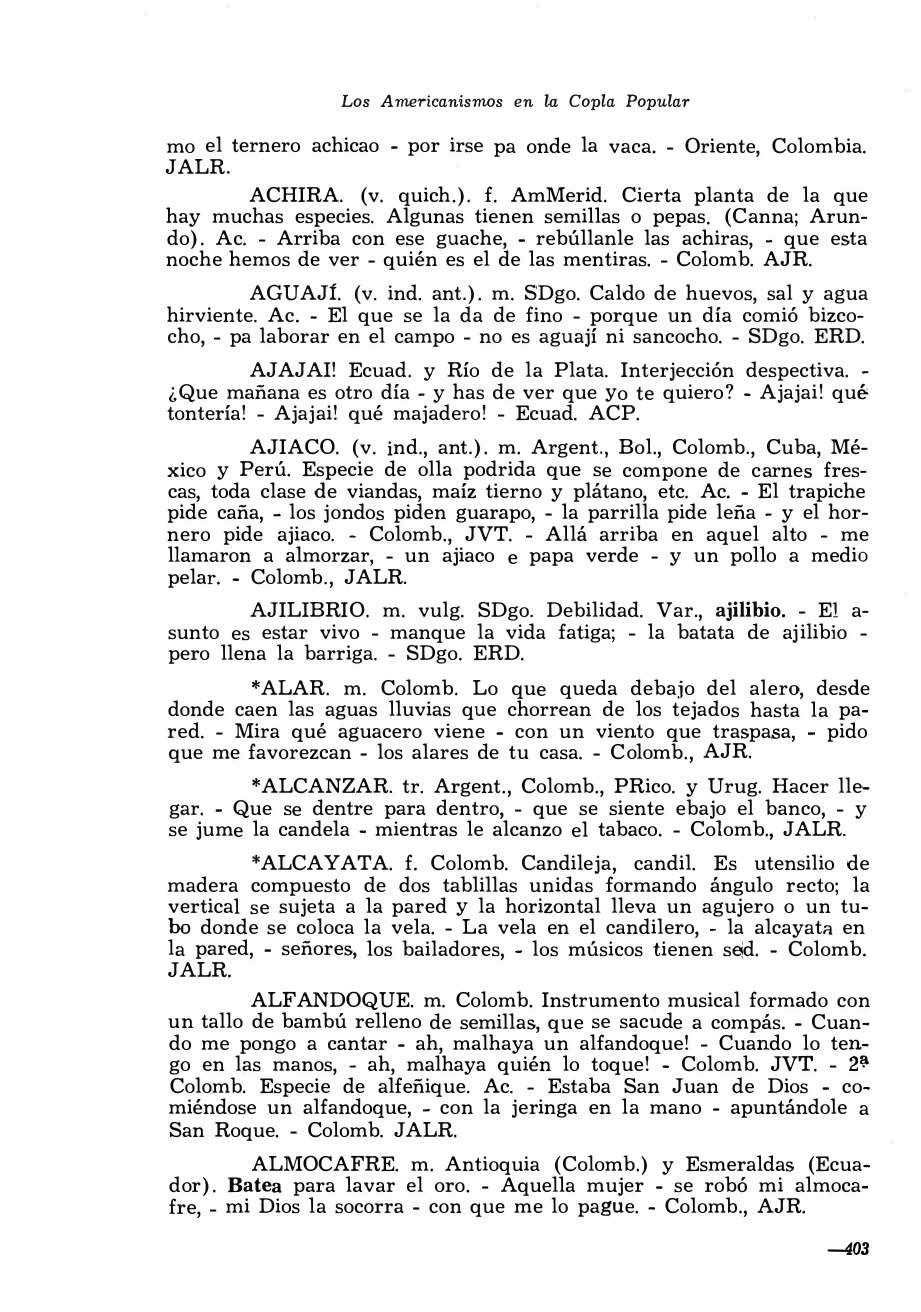 Los Americanismos en la Copla Popular
mo el ternero achicao - por irse pa onde la vaca. - Oriente, Colombia.
JALR.
ACHIRA. (v. quich.). f. AmMerid. Cierta planta de la que
hay muchas especies. Algunas tienen semillas o pepas. (Canna; Arun-
do). Ac. - Arriba con ese guache, - rebúllanle las achiras, - que esta
noche hemos de ver - quién es el de las mentiras. - Colomb. AJR.
AGUAJÍ. (v. ind. ant.). m. SDgo. Caldo de huevos, sal y agua
hirviente. Ac. - El que se la da de fino - porque un día comió bizco-
cho, - pa laborar en el campo - no es aguají ni sancocho. - SDgo. ERD.
AJAJAI! Ecuad. y Río de la Plata. Interjección despectiva. -
¿Que mañana es otro día - y has de ver que yo te quiero? - Ajajai! qué
tontería! - Ajajai! qué majadero! - Ecuad. ACP.
AJIACO. (v. ind., ant.). m. Argent., Bol., Colomb., Cuba, Mé-
xico y Perú. Especie de olla podrida que se compone de carnes fres-
cas, toda clase de viandas, maíz tierno y plátano, etc. Ac. - El trapiche
pide caña, - los jondos piden guarapo, - la parrilla pide leña - y el hor-
nero pide ajiaco. - Colomb., JVT. - Allá arriba en aquel alto - me
llamaron a almorzar, - un ajiaco e papa verde - y un pollo a medio
pelar. - Colomb., JALR.
AJILIBRIO. m. vulg. SDgo. Debilidad. Var., ajilibio. - El a-
sunto es estar vivo - manque la vida fatiga; - la batata de ajilibio -
pero llena la barriga. - SDgo. ERD.
*ALAR. m. Colomb. Lo que queda debajo del alero, desde
donde caen las aguas lluvias que chorrean de los tejados hasta la pa-
red. - Mira qué aguacero viene - con un viento que traspasa, - pido
que me favorezcan - los alares de tu casa. - Colomb., AJR.
*ALCANZAR. tr. Argent., Colomb., PRico. y Urug. Hacer lle-
gar. - Que se dentre para dentro, - que se siente ebajo el banco, - y
se jume la candela - mientras le alcanzo el tabaco. - Colomb., JALR.
*ALCAYATA. f. Colomb. Candileja, candil. Es utensilio de
madera compuesto de dos tablillas unidas formando ángulo recto; la
vertical se sujeta a la pared y la horizontal lleva un agujero o un tu-
bo donde se coloca la vela. - La vela en el candilero, - la alcayata en
la pared, - señores, los bailadores, - los músicos tienen sed. - Colomb.
JALR.
ALFANDOQUE. m. Colomb. Instrumento musical formado con
un tallo de bambú relleno de semillas, que se sacude a compás. - Cuan-
do me pongo a cantar - ah, malhaya un alfandoque! - Cuando lo ten-
go en las manos, - ah, malhaya quién lo toque! - Colomb. JVT. - 2ª
Colomb. Especie de alfeñique. Ac. - Estaba San Juan de Dios - co-
miéndose un alfandoque, - con la jeringa en la mano - apuntándole a
San Roque. - Colomb. JALR.
ALMOCAFRE. m. Antioquia (Colomb.) y Esmeraldas (Ecua-
dor). Batea para lavar el oro. - Aquella mujer - se robó mi almoca-
fre, - mi Dios la socorra - con que me lo pague. - Colomb., AJR.
—403